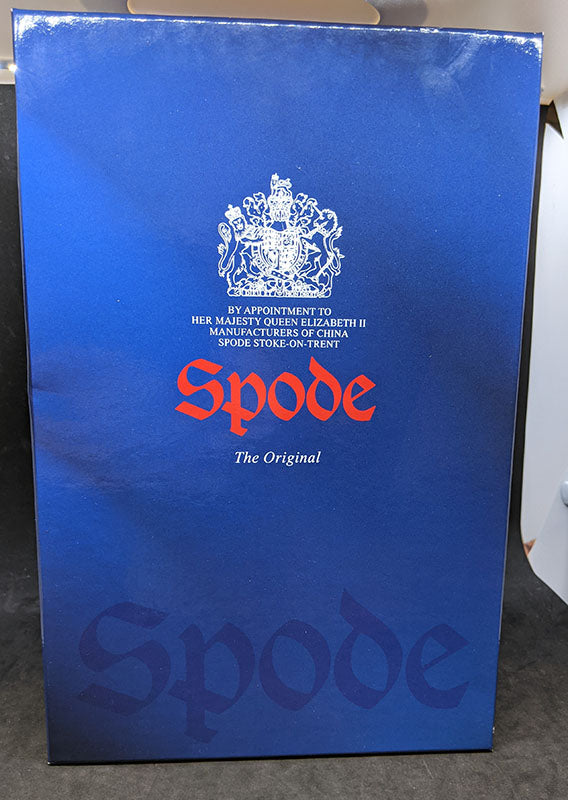 BY APPOINTMENT TO
HER MAJESTY QUEEN ELIZABETH II
MANUFACTURERS OF CHINA
SPODE STOKE-ON-TRENT
Spode
The Original
Spode